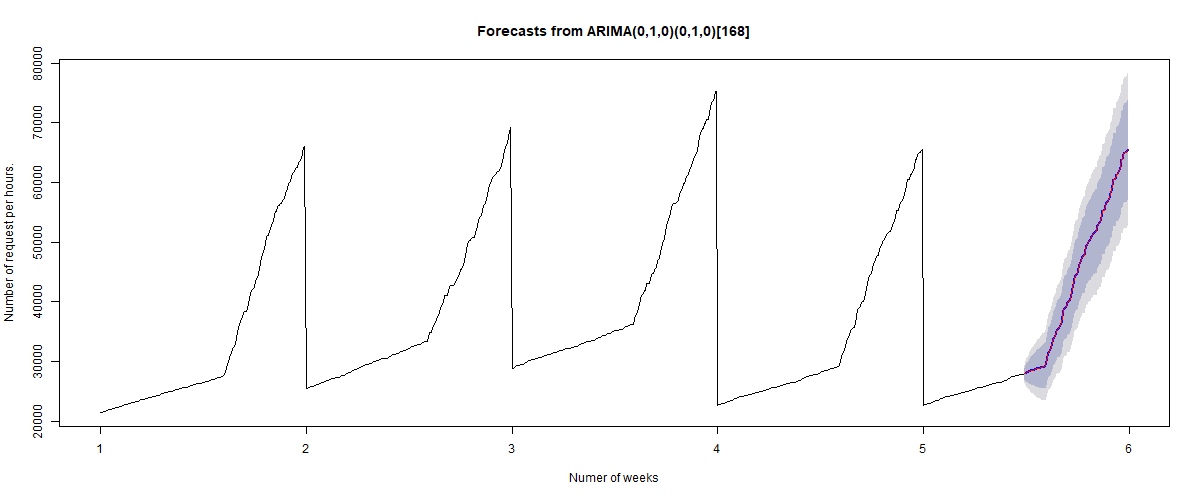 Forecasts from ARIMA(0,1,0)(0,1,0)[168]
Number of request per hours.
80000
70000
60000
50000
40000
30000
20000
1 2 3 4 5 6
Numer of weeks